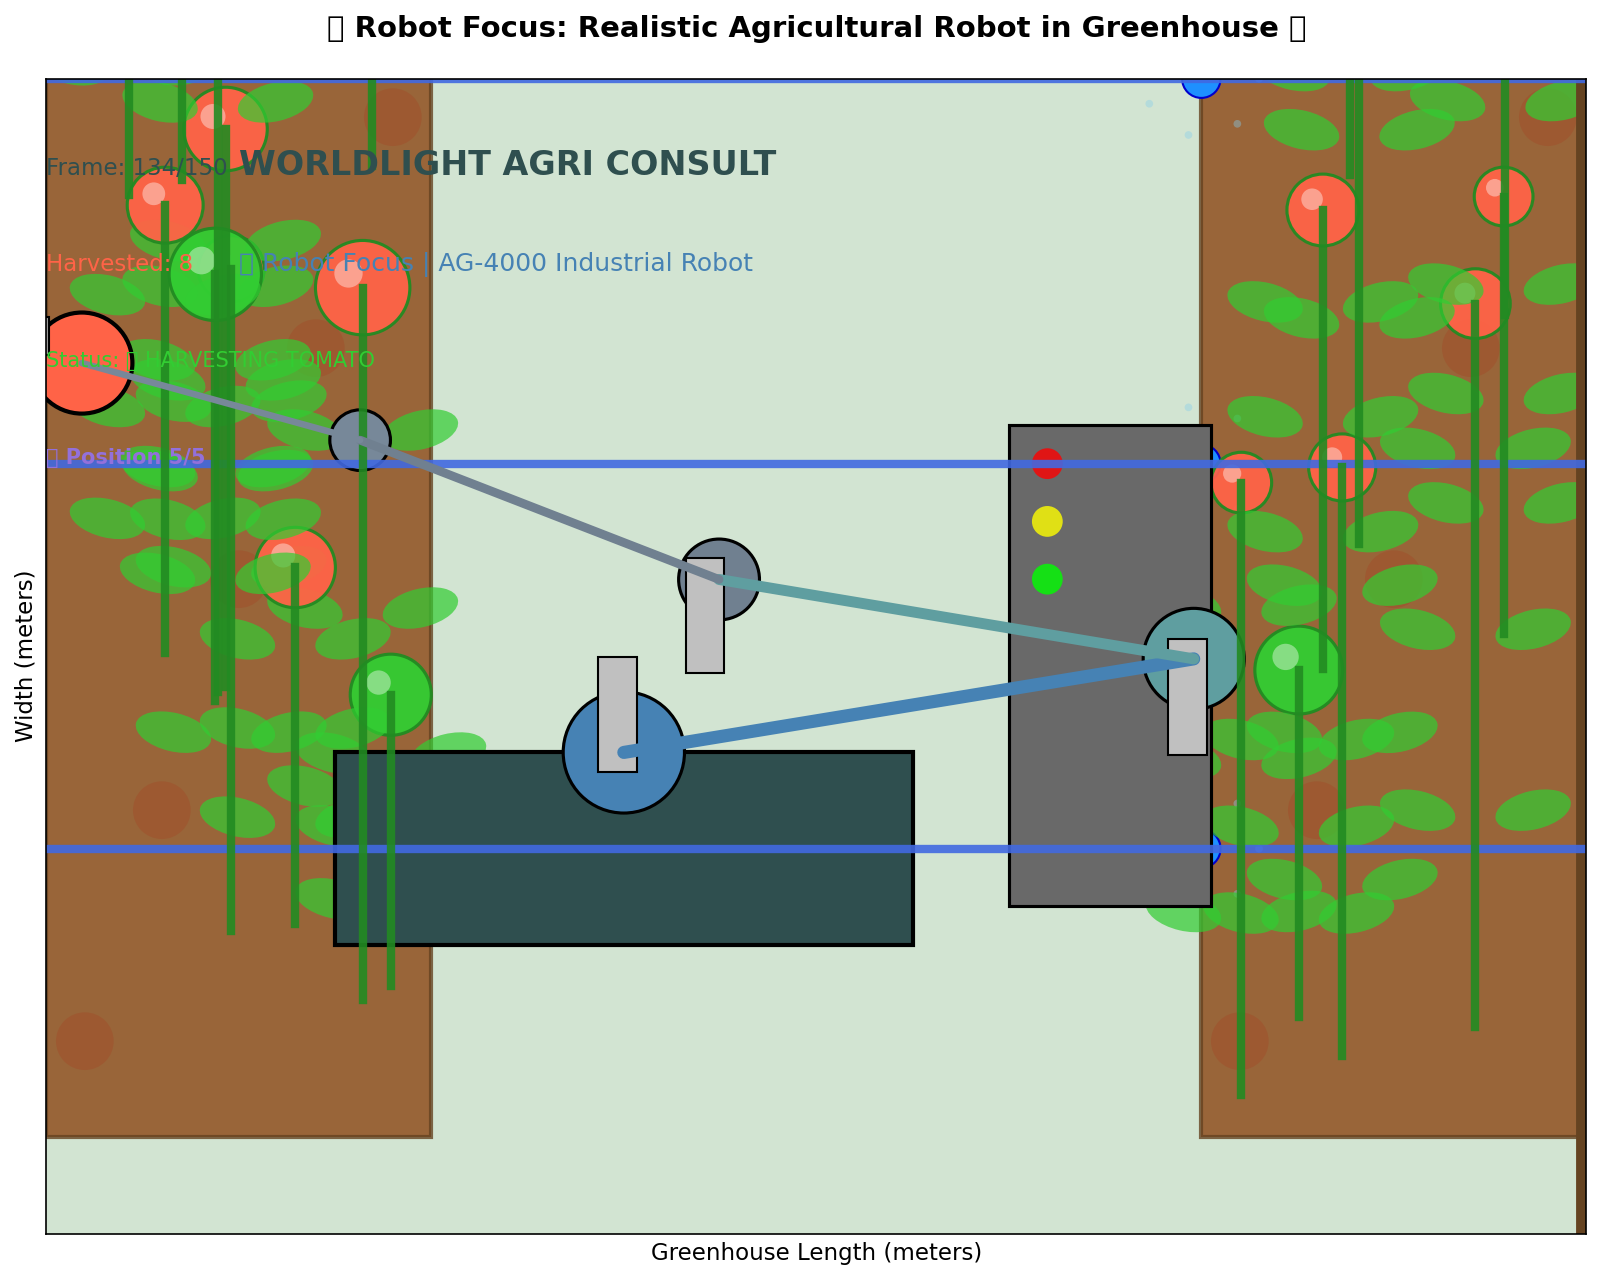 Robot Focus: Realistic Agricultural Robot in Greenhouse
Frame: 134/150
WORLDLIGHT AGRI CONSULT
Harvested: 8
Robot Focus | AG-4000 Industrial Robot
Status: HARVESTING TOMATO
Position 5/5
Width (meters)
Greenhouse Length (meters)